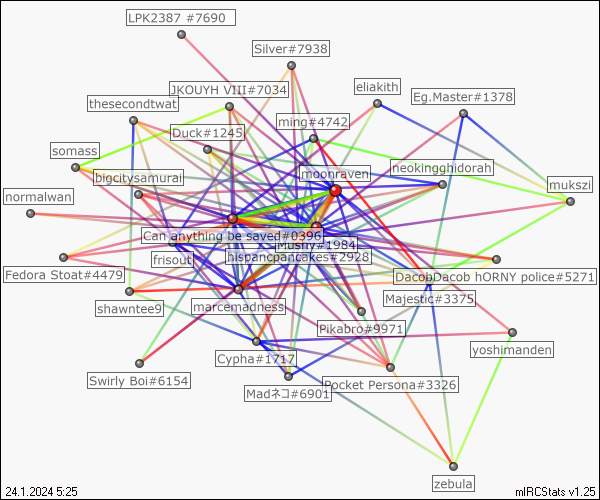 LPK2387 #7690
Silver#7938
eliakith
JKOUYH VIII#7034
Eg.Master#1378
thesecondtwat
ming#4742
Duck#1245
somass
moonraven
neokingghidorah
bigcitysamurai
mukszi
normalwan
Can anything be saved#0396
Musfry#1984
frisout
hispancpancakes#2928
Fedora Stoat#4479
DacobDacob hORNY police#5271
Majestic#3375
shawntee9
marcemadness
Pikabro#9971
yoshimanden
Cypha#1717
Swirly Boi#6154
Pocket Persona#3326
Madネコ#6901
zebula
24.1.2024 5:25
mIRCStats v1.25